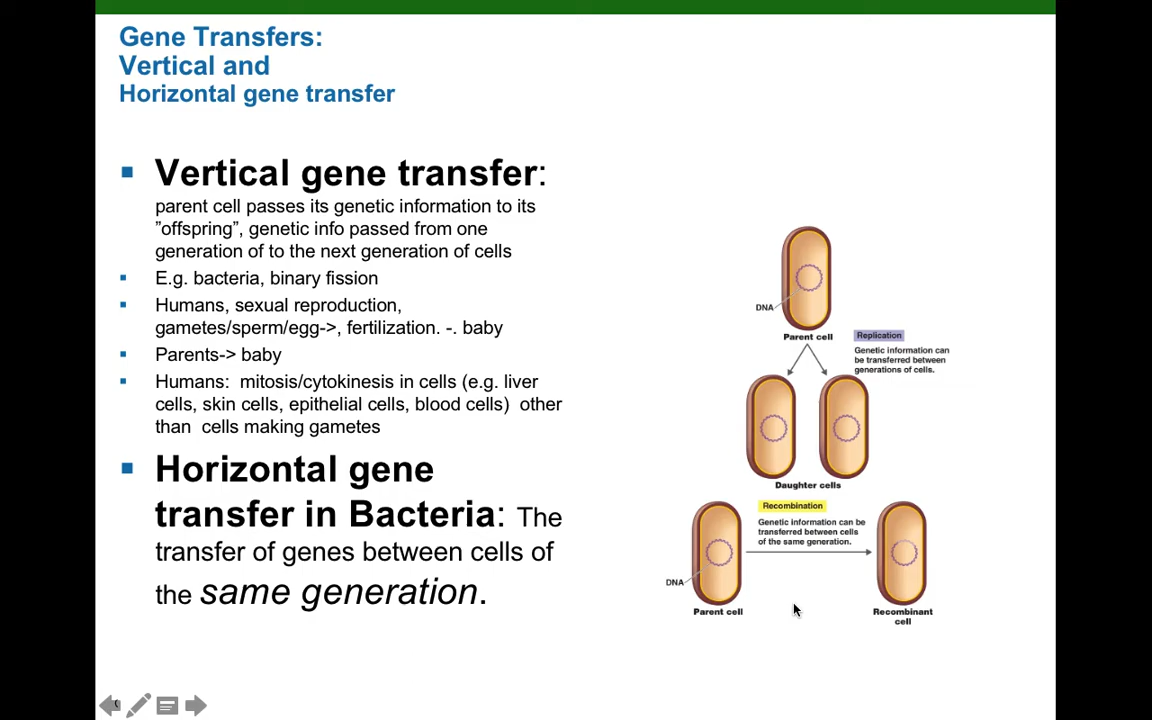 Gene Transfers:
Vertical and
Horizontal gene transfer
▪ Vertical gene transfer:
parent cell passes its genetic information to its
”offspring”, genetic info passed from one
generation of to the next generation of cells
▪ E.g. bacteria, binary fission
▪ Humans, sexual reproduction,
gametes/sperm/egg->, fertilization. -. baby
▪ Parents-> baby
▪ Humans: mitosis/cytokinesis in cells (e.g. liver
cells, skin cells, epithelial cells, blood cells) other
than cells making gametes
▪ Horizontal gene
transfer in Bacteria: The
transfer of genes between cells of
the same generation.
DNA
Parent cell
Replication
Genetic information can
be transferred between
generations of cells.
Daughter cells
Recombination
Genetic information can be
transferred between cells
of the same generation.
DNA
Parent cell
Recombinant
cell